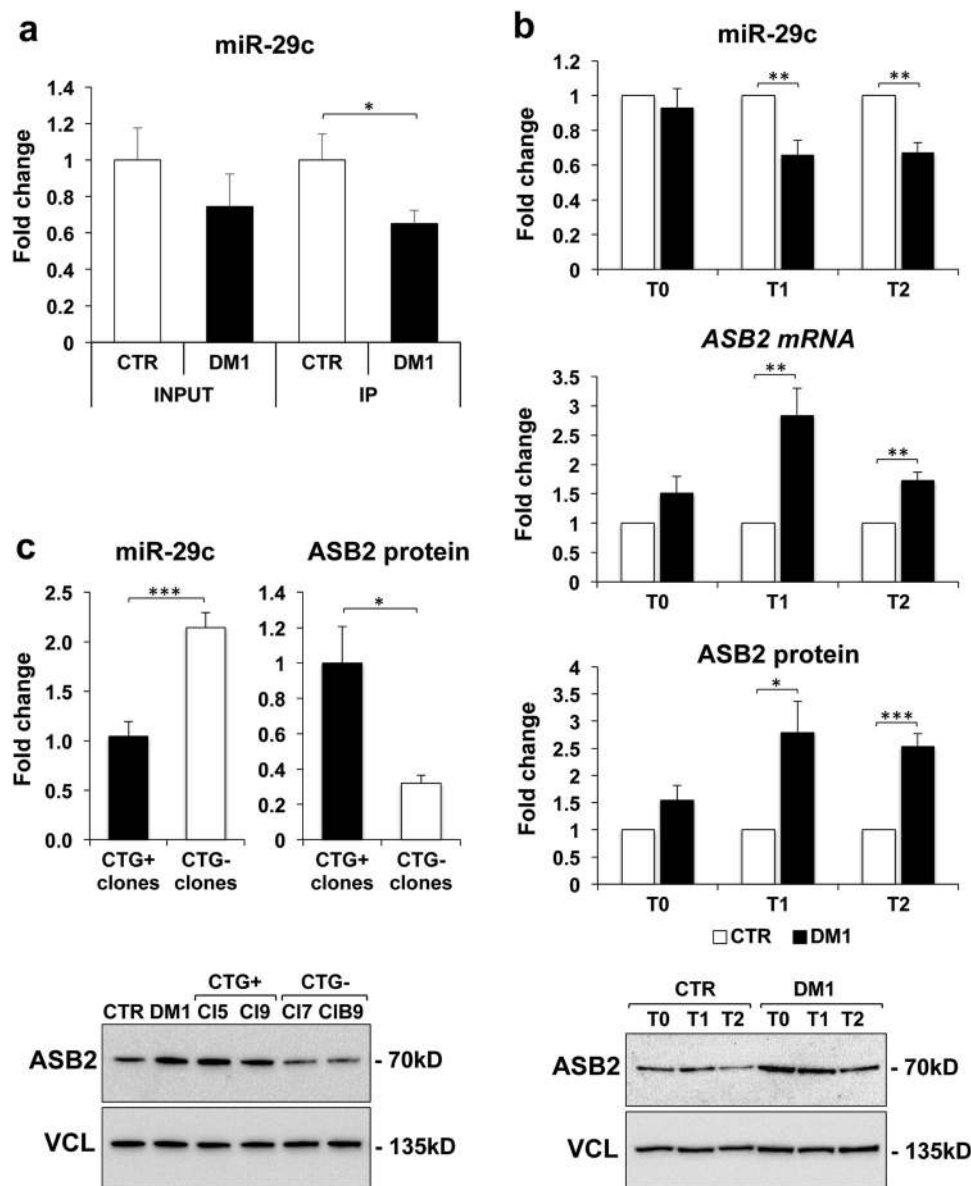 a
miR-29c
Fold change
1.4
1.2
1
0.8
0.6
0.4
0.2
0
*
CTR DM1 CTR DM1
INPUT IP
b
miR-29c
Fold change
1.2
1
0.8
0.6
0.4
0.2
0
** **
T0 T1 T2
ASB2 mRNA
Fold change
3.5
3
2.5
2
1.5
1
0.5
0
** **
T0 T1 T2
ASB2 protein
Fold change
4
3.5
3
2.5
2
1.5
1
0.5
0
* ***
T0 T1 T2
CTR DM1
CTR DM1
T0 T1 T2 T0 T1 T2
ASB2 - 70kD
VCL - 135kD
c
miR-29c
Fold change
2.5
2.0
1.5
1.0
0.5
0.0
***
CTG+ CTG-
clones clones
ASB2 protein
1.4
1.2
1
0.8
0.6
0.4
0.2
0
*
CTG+ CTG-
clones clones
CTG+ CTG-
CTR DM1 Cl5 Cl9 Cl7 ClB9
ASB2 - 70kD
VCL - 135kD